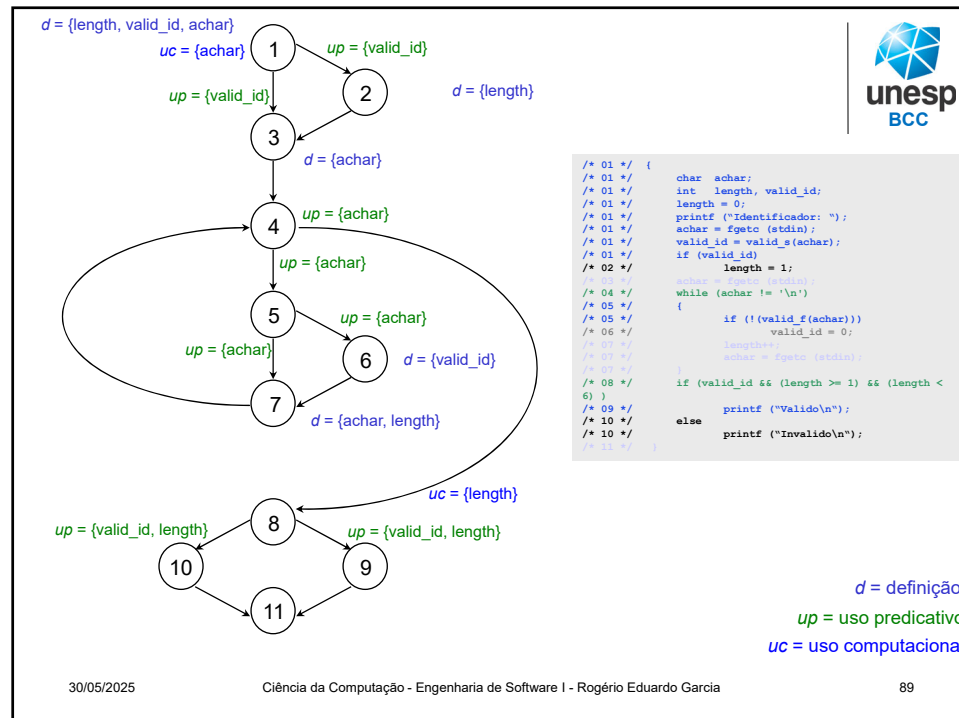 d = {length, valid_id, achar}
uc = {achar}
1
up = {valid_id}
up = {valid_id}
2
d = {length}
3
d = {achar}
4
up = {achar}
up = {achar}
5
up = {achar}
up = {achar}
6
d = {valid_id}
7
d = {achar, length}
uc = {length}
8
up = {valid_id, length}
up = {valid_id, length}
10
9
11
unesp
BCC
/* 01 */ {
/* 01 */ char achar;
/* 01 */ int length, valid_id;
/* 01 */ length = 0;
/* 01 */ printf ("Identificador: “);
/* 01 */ achar = fgetc (stdin);
/* 01 */ valid_id = valid_s(achar);
/* 01 */ if (valid_id)
/* 02 */ length = 1;
/* 03 */ achar = fgetc (stdin);
/* 04 */ while (achar != '\n')
/* 05 */ {
/* 05 */ if (!(valid_f(achar)))
/* 06 */ valid_id = 0;
/* 07 */ length++;
/* 07 */ achar = fgetc (stdin);
/* 07 */ }
/* 08 */ if (valid_id && (length >= 1) && (length <
6) )
/* 09 */ printf ("Valido\n");
/* 10 */ else
/* 10 */ printf ("Invalido\n");
/* 11 */ }
d = definição
up = uso predicativo
uc = uso computaciona
30/05/2025
Ciência da Computação - Engenharia de Software I - Rogério Eduardo Garcia
89